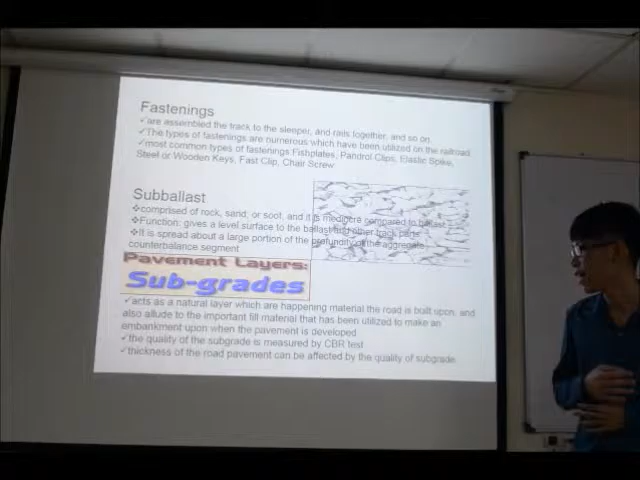 Fastenings
✓are assembled the track to the sleeper, and rails together, and so on
✓The types of fastenings are numerous which have been utilized on the railroad
✓most common types of fastenings Fishplates, Pandrol Clips, Elastic Spike,
Steel or Wooden Keys, Fast Clip, Chair Screw
Subballast
❖comprised of rock, sand, or soot, and it is mediocre compared to ballast
❖Function: gives a level surface to the ballast and other track parts
❖It is spread about a large portion of the profundity of the aggregate
counterbalance segment
Pavement Layers:
Sub-grades
✓acts as a natural layer which are happening material the road is built upon, and
also allude to the important fill material that has been utilized to make an
embankment upon when the pavement is developed
✓the quality of the subgrade is measured by CBR test
✓thickness of the road pavement can be affected by the quality of subgrade